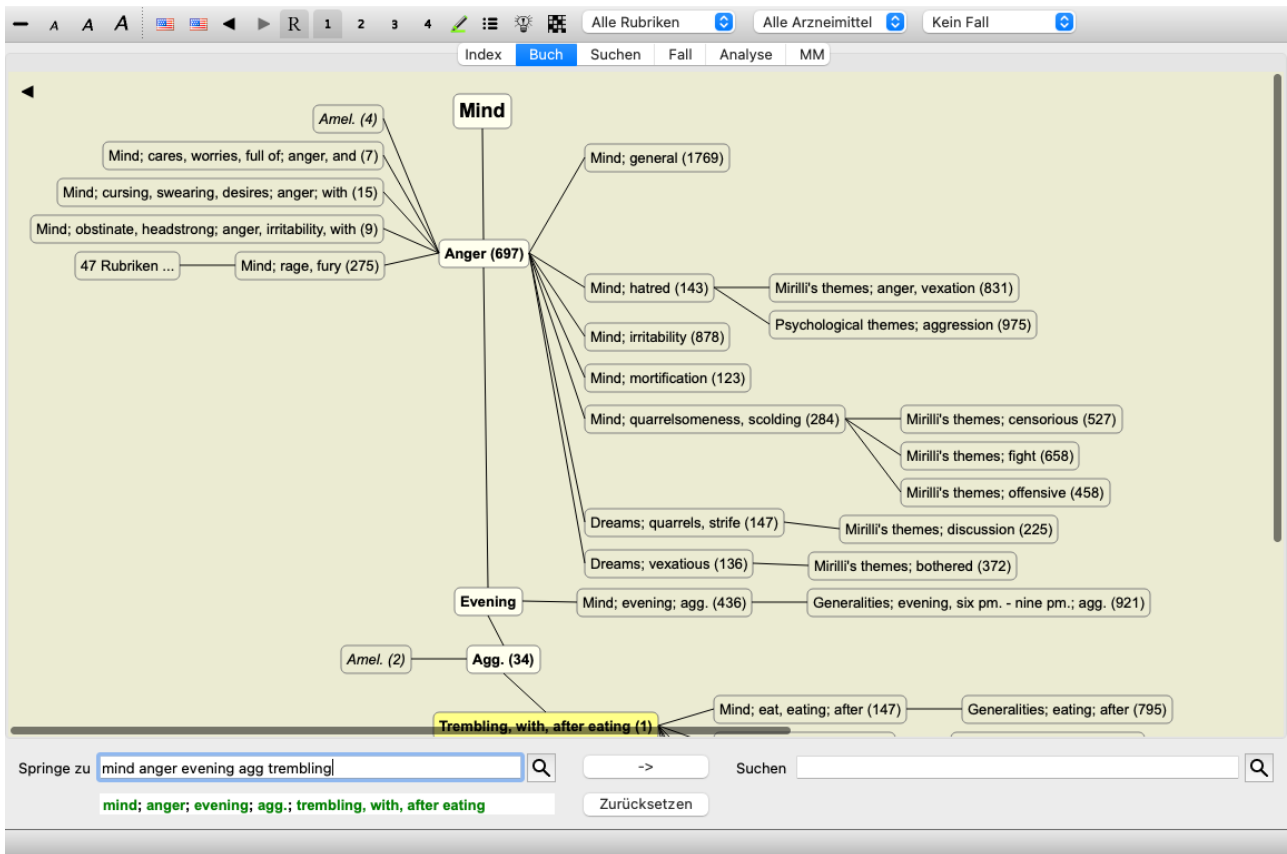 A A A R 1 2 3 4 Alle Rubriken Alle Arzneimittel Kein Fall
Index Buch Suchen Fall Analyse MM
Mind
Amel. (4)
Mind; cares, worries, full of; anger, and (7)
Mind; general (1769)
Mind; cursing, swearing, desires; anger; with (15)
Mind; obstinate, headstrong; anger, irritability, with (9)
Anger (697)
47 Rubriken ... Mind; rage, fury (275)
Mind; hatred (143) Mirilli's themes; anger, vexation (831)
Psychological themes; aggression (975)
Mind; irritability (878)
Mind; mortification (123)
Mind; quarrelsomeness, scolding (284) Mirilli's themes; censorious (527)
Mirilli's themes; fight (658)
Mirilli's themes; offensive (458)
Dreams; quarrels, strife (147) Mirilli's themes; discussion (225)
Dreams; vexatious (136) Mirilli's themes; bothered (372)
Evening Mind; evening; agg. (436) Generalities; evening, six pm. - nine pm.; agg. (921)
Amel. (2) Agg. (34)
Mind; eat, eating; after (147) Generalities; eating; after (795)
Trembling, with, after eating (1)
Springe zu mind anger evening agg trembling -> Suchen
mind; anger; evening; agg.; trembling, with, after eating Zurücksetzen